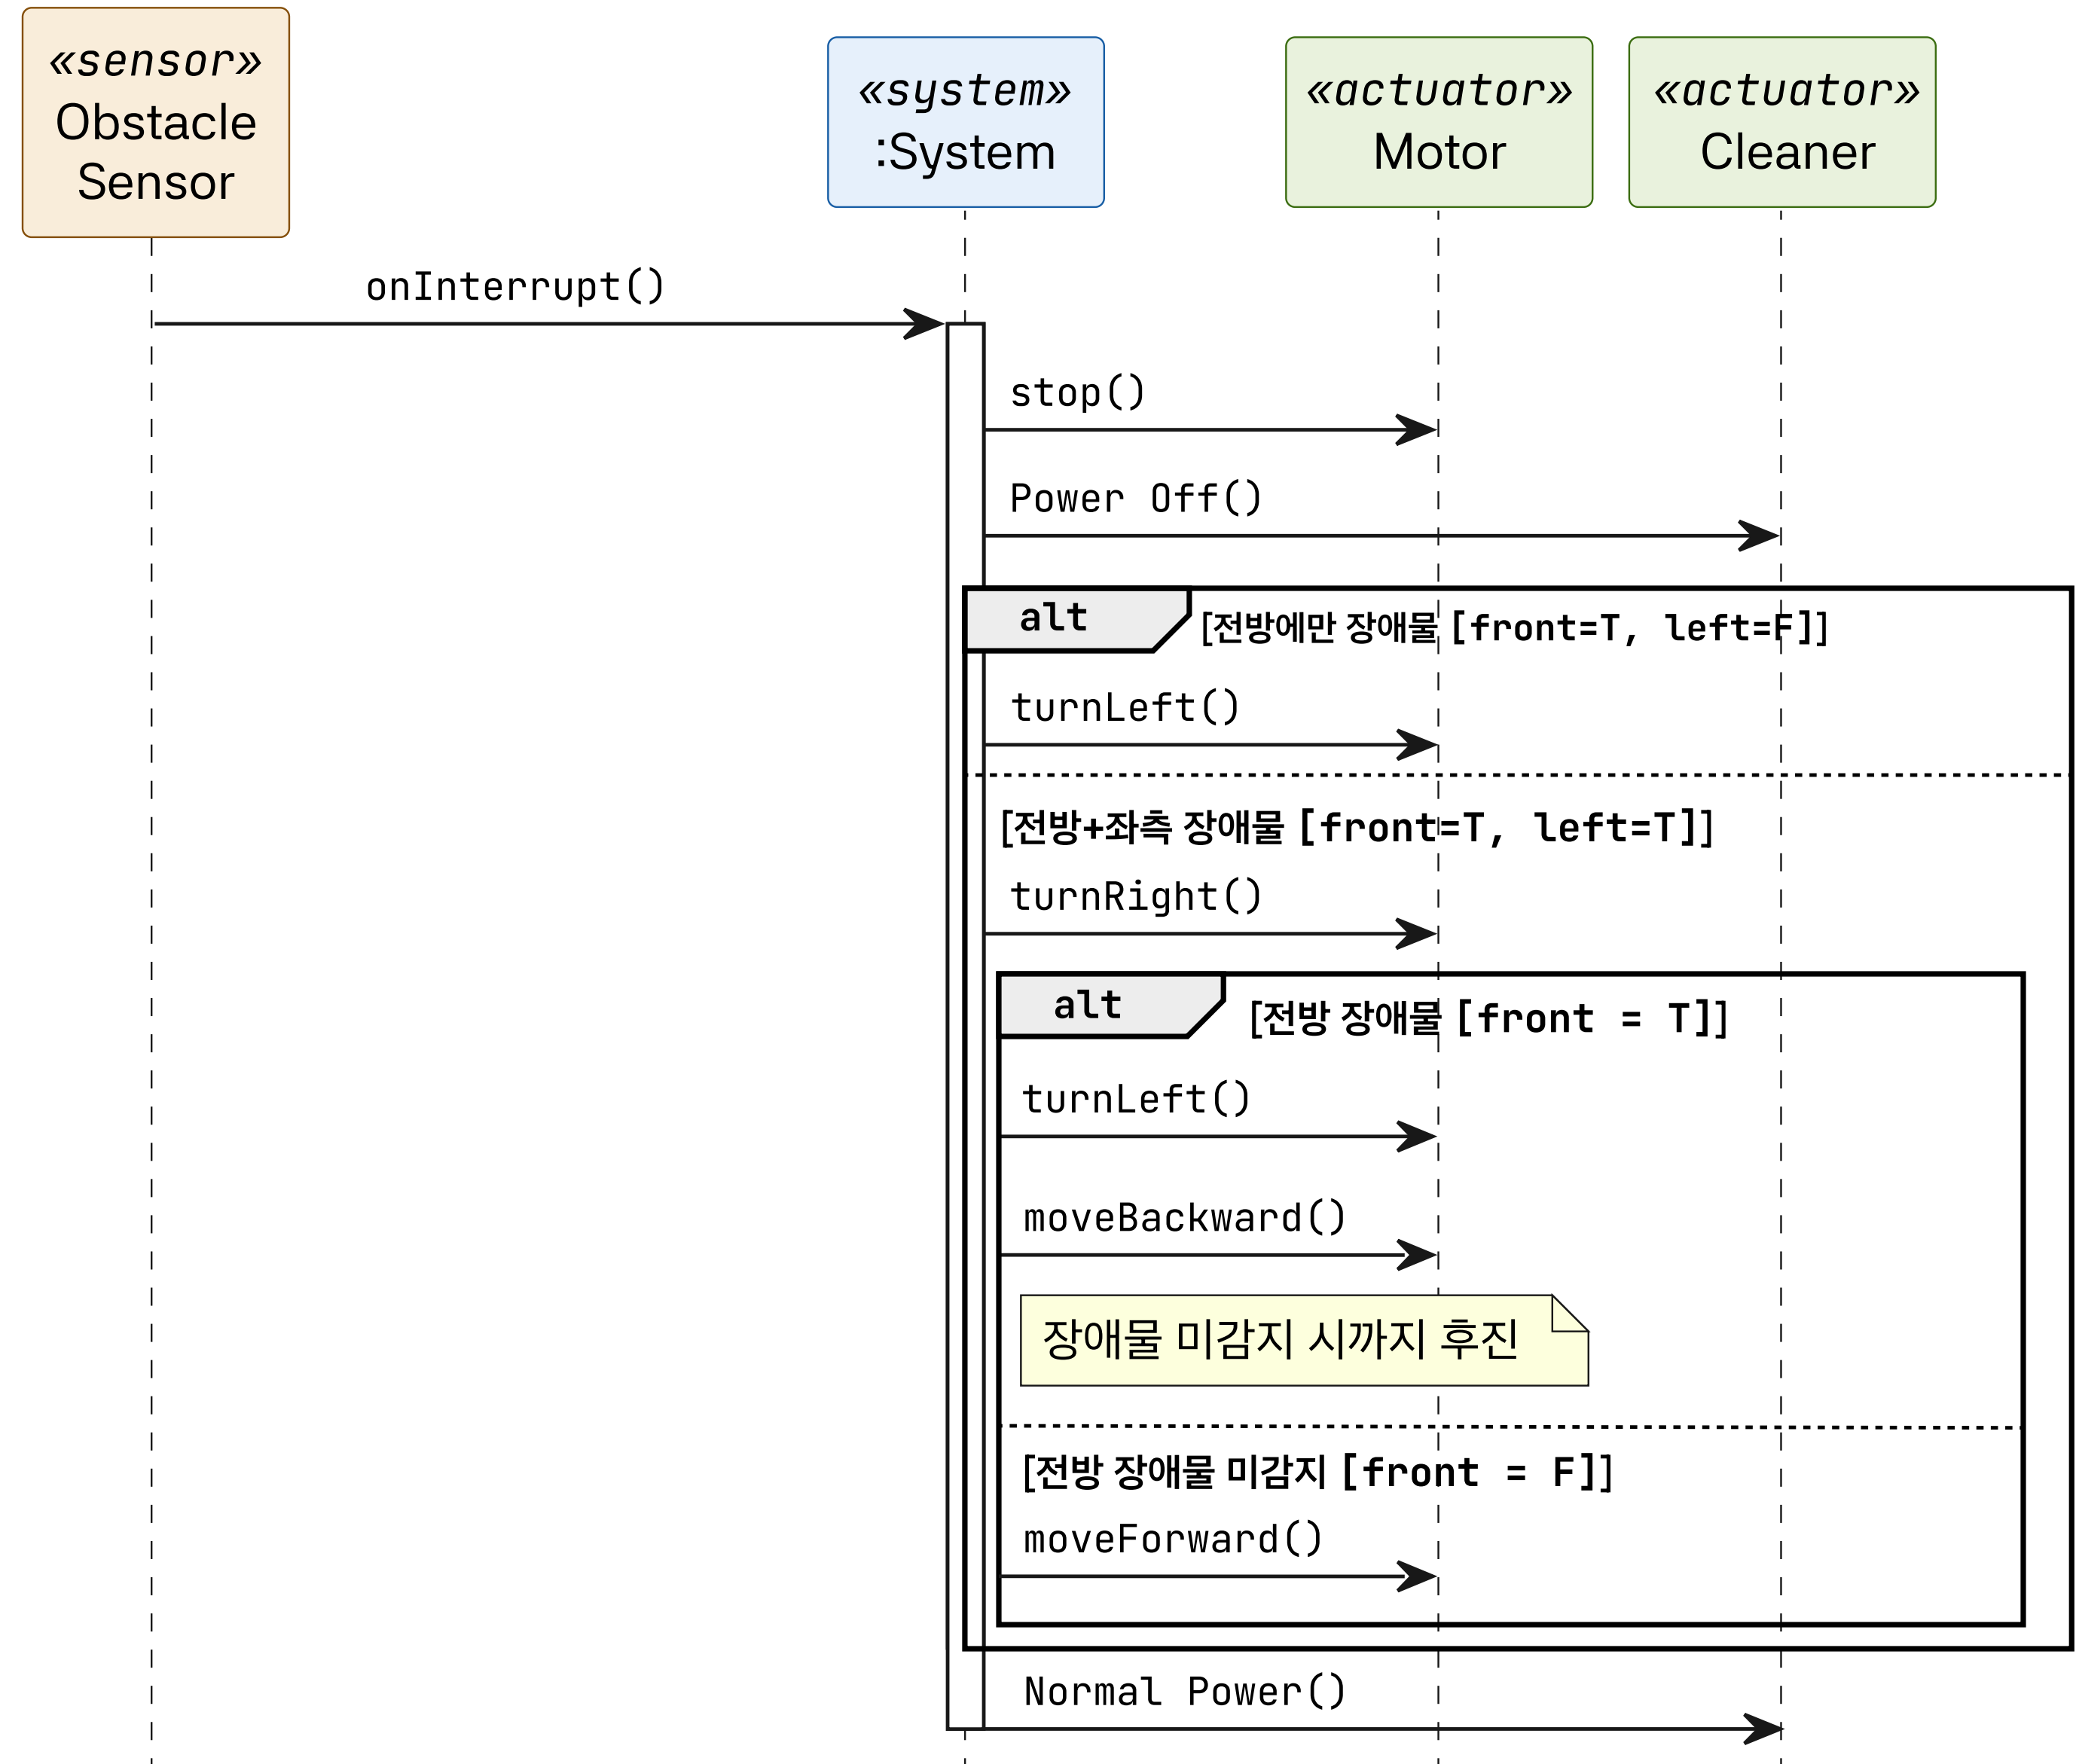 «sensor»
Obstacle
Sensor
«system»
:System
«actuator»
Motor
«actuator»
Cleaner
onInterrupt()
stop()
Power Off()
alt
[전방에만 장애물 [front=T, left=F]]
turnLeft()
[전방+좌측 장애물 [front=T, left=T]]
turnRight()
alt
[전방 장애물 [front = T]]
turnLeft()
moveBackward()
장애물 미감지 시까지 후진
[전방 장애물 미감지 [front = F]]
moveForward()
Normal Power()